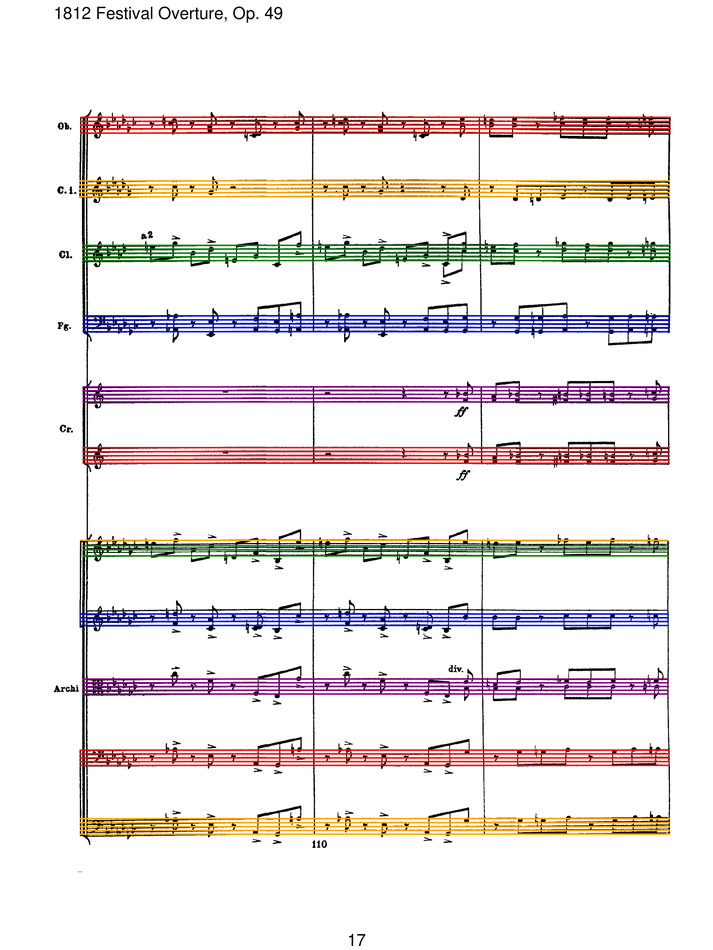 1812 Festival Overture, Op. 49
Ob.
C. i.
a2
Cl.
Fg.
Cr.
ff
ff
div.
Archi
110
17